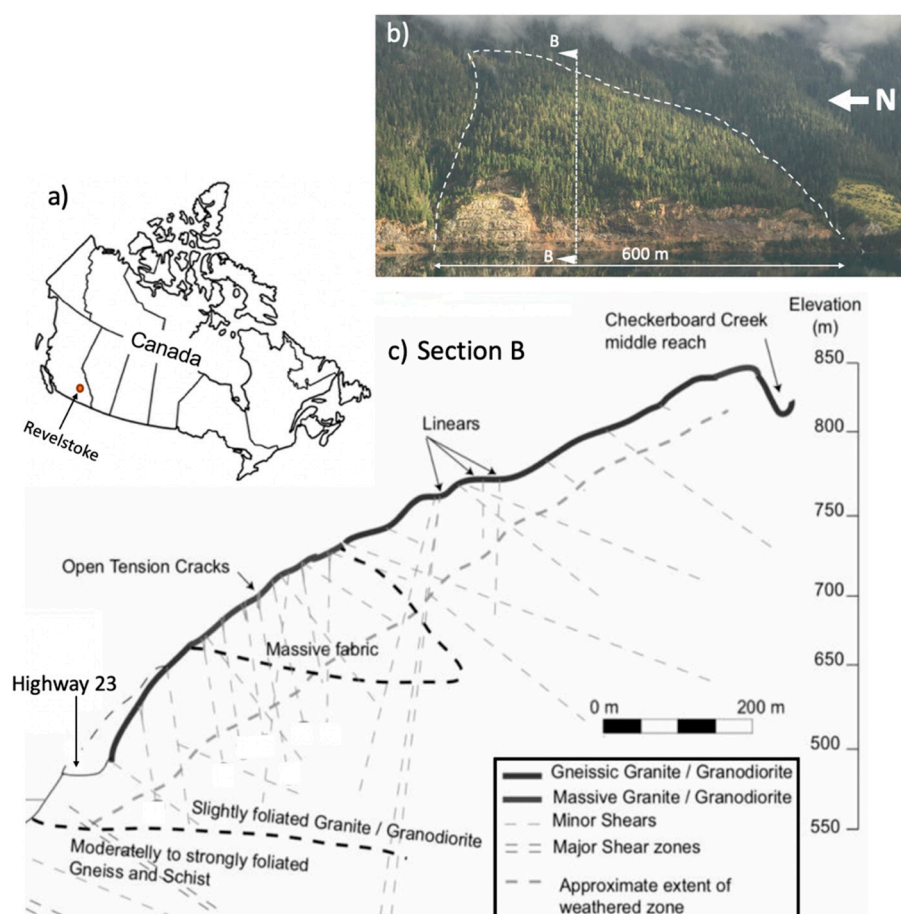 a)
Canada
Revelstoke
b)
B
N
B
600 m
c) Section B
Checkerboard Creek
middle reach
Elevation
(m)
850
800
750
700
650
500
550
Linears
Open Tension Cracks
Massive fabric
Highway 23
0 m
200 m
Slightly foliated Granite / Granodiorite
Moderatelly to strongly foliated
Gneiss and Schist
Gneissic Granite / Granodiorite
Massive Granite / Granodiorite
Minor Shears
Major Shear zones
Approximate extent of
weathered zone